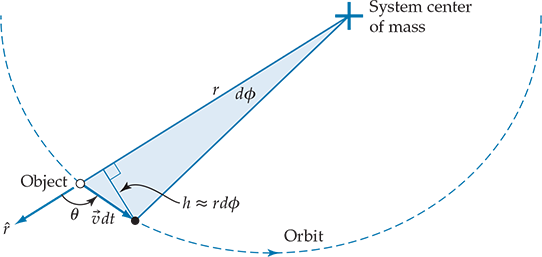 System center
of mass
r
dϕ
Object
h ≈ rdϕ
θ
v⃗dt
r̂
Orbit